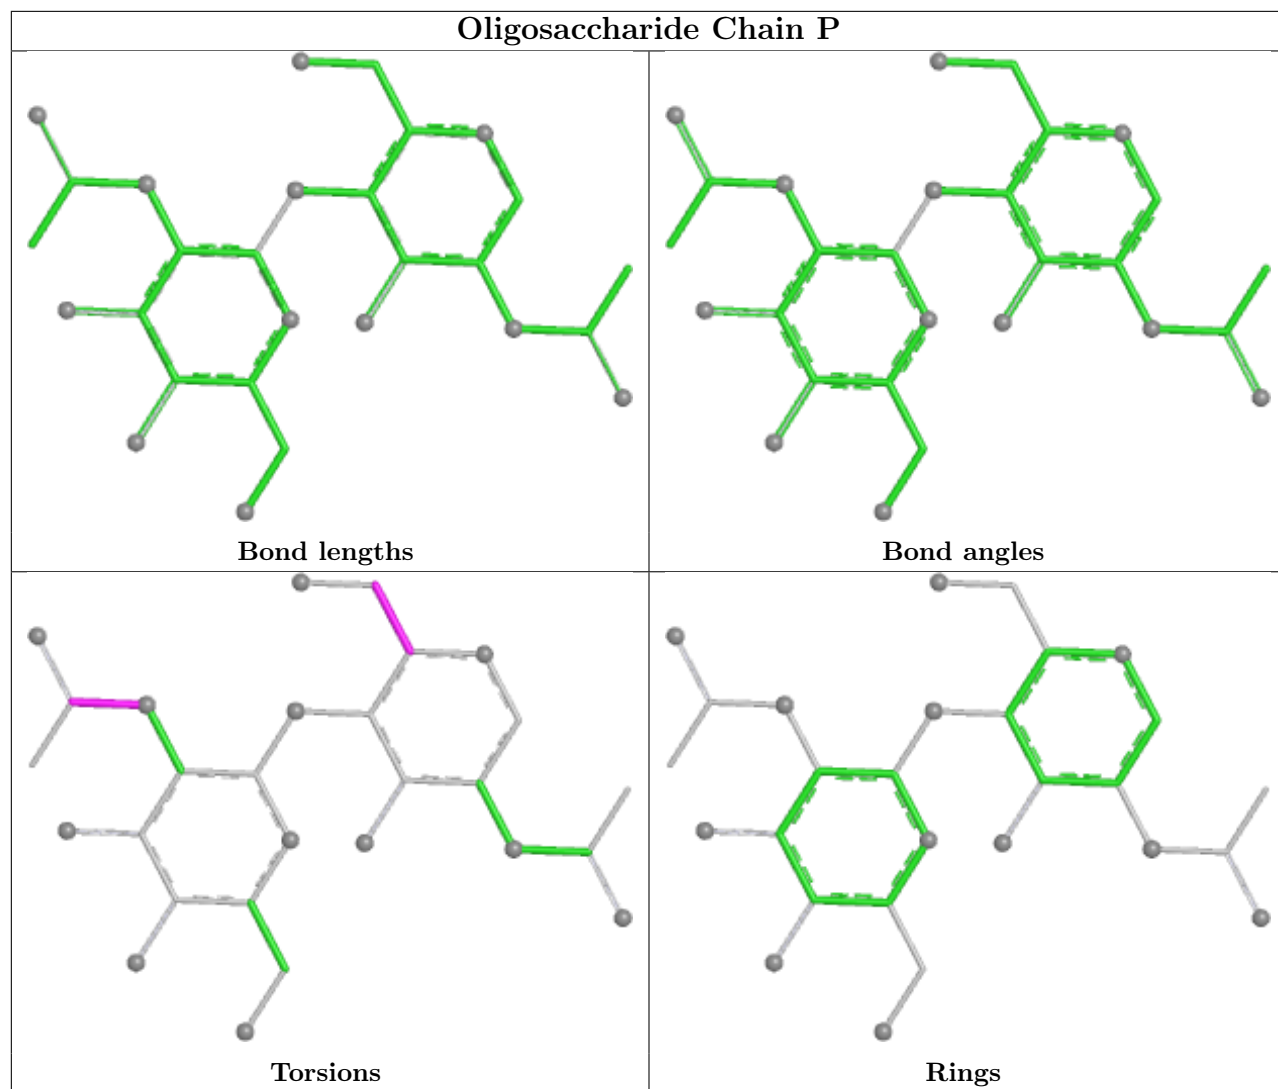 Oligosaccharide Chain P
Bond lengths
Bond angles
Torsions
Rings